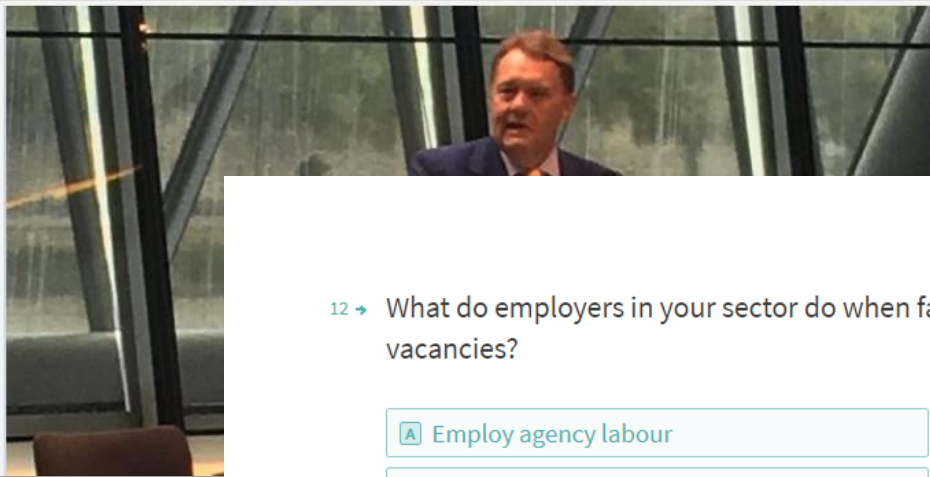 12 → What do employers in your sector do when fa
vacancies?
A Employ agency labour